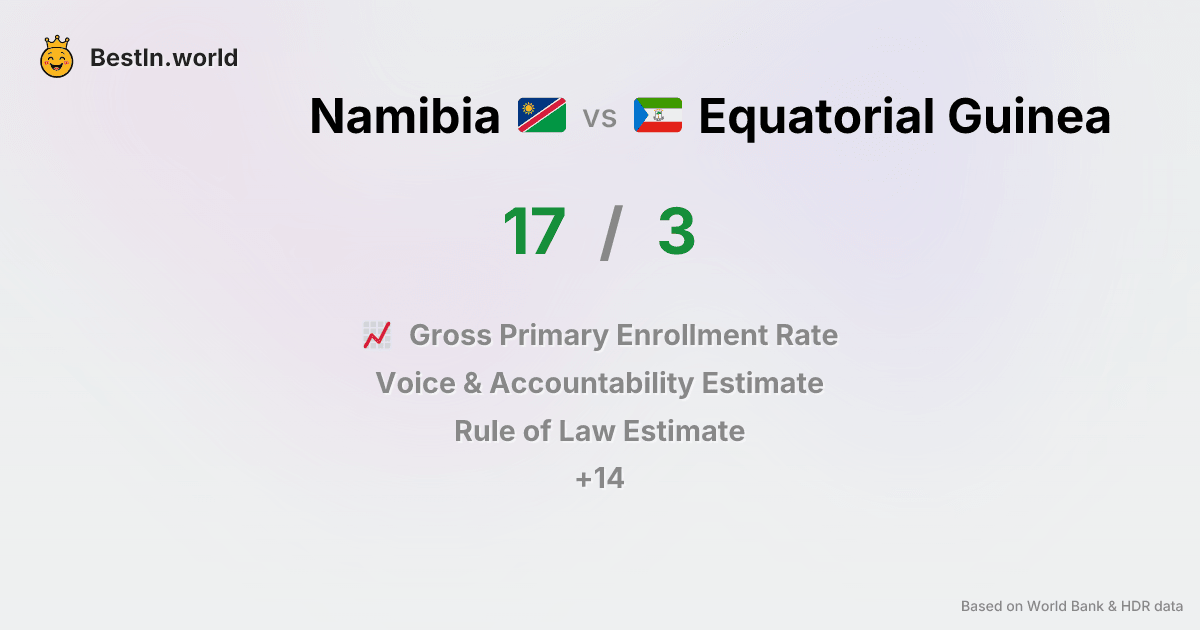 BestIn.world
Namibia vs Equatorial Guinea
17 / 3
Gross Primary Enrollment Rate
Voice & Accountability Estimate
Rule of Law Estimate
+14
Based on World Bank & HDR data